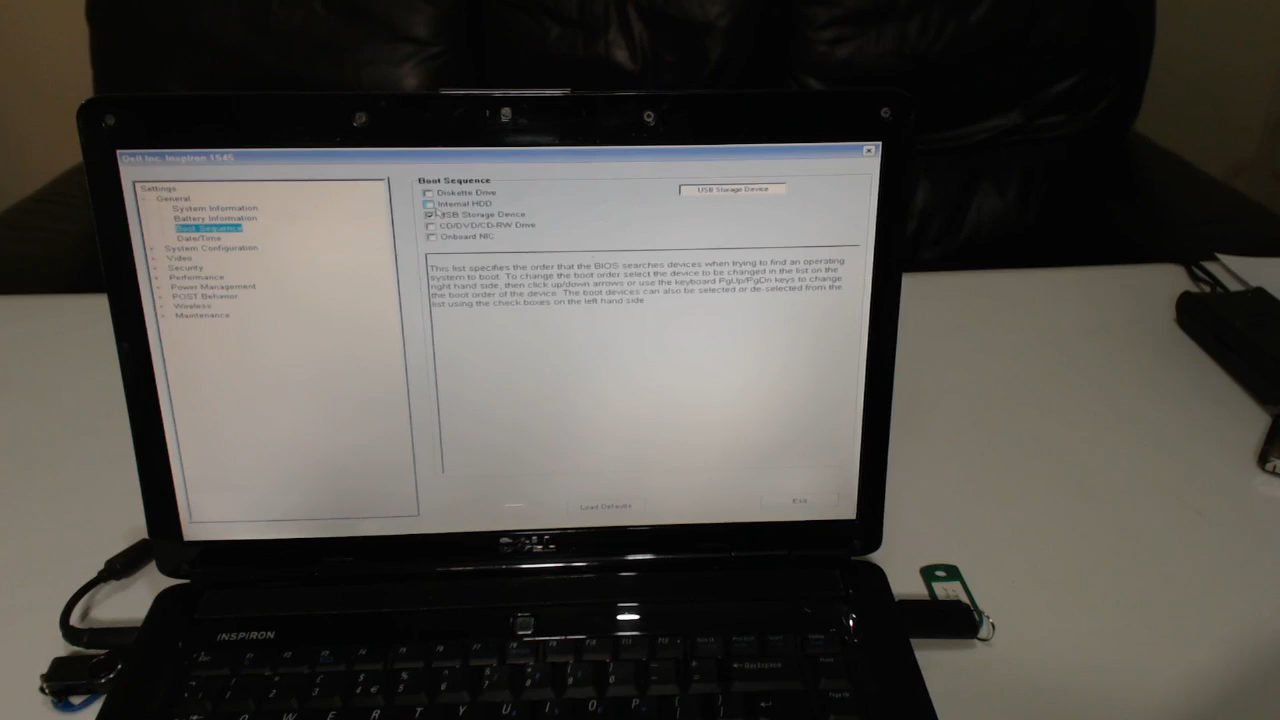 Dell Inc. Inspiron 1545
Settings
General
System Information
Battery Information
Boot Sequence
Date/Time
System Configuration
Video
Security
Performance
Power Management
POST Behavior
Wireless
Maintenance
Boot Sequence
Diskette Drive
Internal HDD
USB Storage Device
CD/DVD/CD-RW Drive
Onboard NIC
USB Storage Device
This list specifies the order that the BIOS searches devices when trying to find an operating
system to boot. To change the boot order select the device to be changed in the list on the
right hand side, then click up/down arrows or use the keyboard PgUp/PgDn keys to change
the boot order of the device. The boot devices can also be selected or de-selected from the
list using the check boxes on the left hand side
Load Defaults
Exit
DELL
INSPIRON
Backspace
Q W E R T Y U I O P